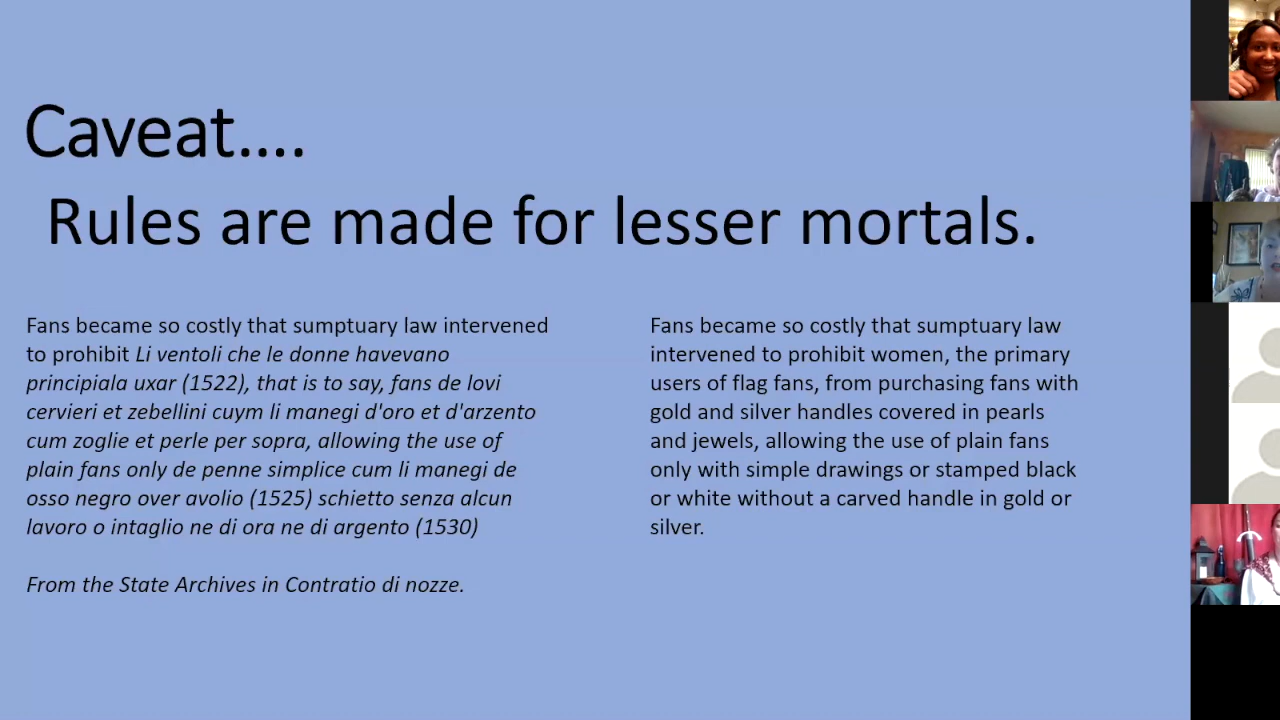 Caveat....
Rules are made for lesser mortals.
Fans became so costly that sumptuary law intervened
to prohibit Li ventoli che le donne havevano
principiala uxar (1522), that is to say, fans de lovi
cervieri et zebellini cuym li manegi d'oro et d'arzento
cum zoglie et perle per sopra, allowing the use of
plain fans only de penne simplice cum li manegi de
osso negro over avolio (1525) schietto senza alcun
lavoro o intaglio ne di ora ne di argento (1530)
From the State Archives in Contratio di nozze.
Fans became so costly that sumptuary law
intervened to prohibit women, the primary
users of flag fans, from purchasing fans with
gold and silver handles covered in pearls
and jewels, allowing the use of plain fans
only with simple drawings or stamped black
or white without a carved handle in gold or
silver.